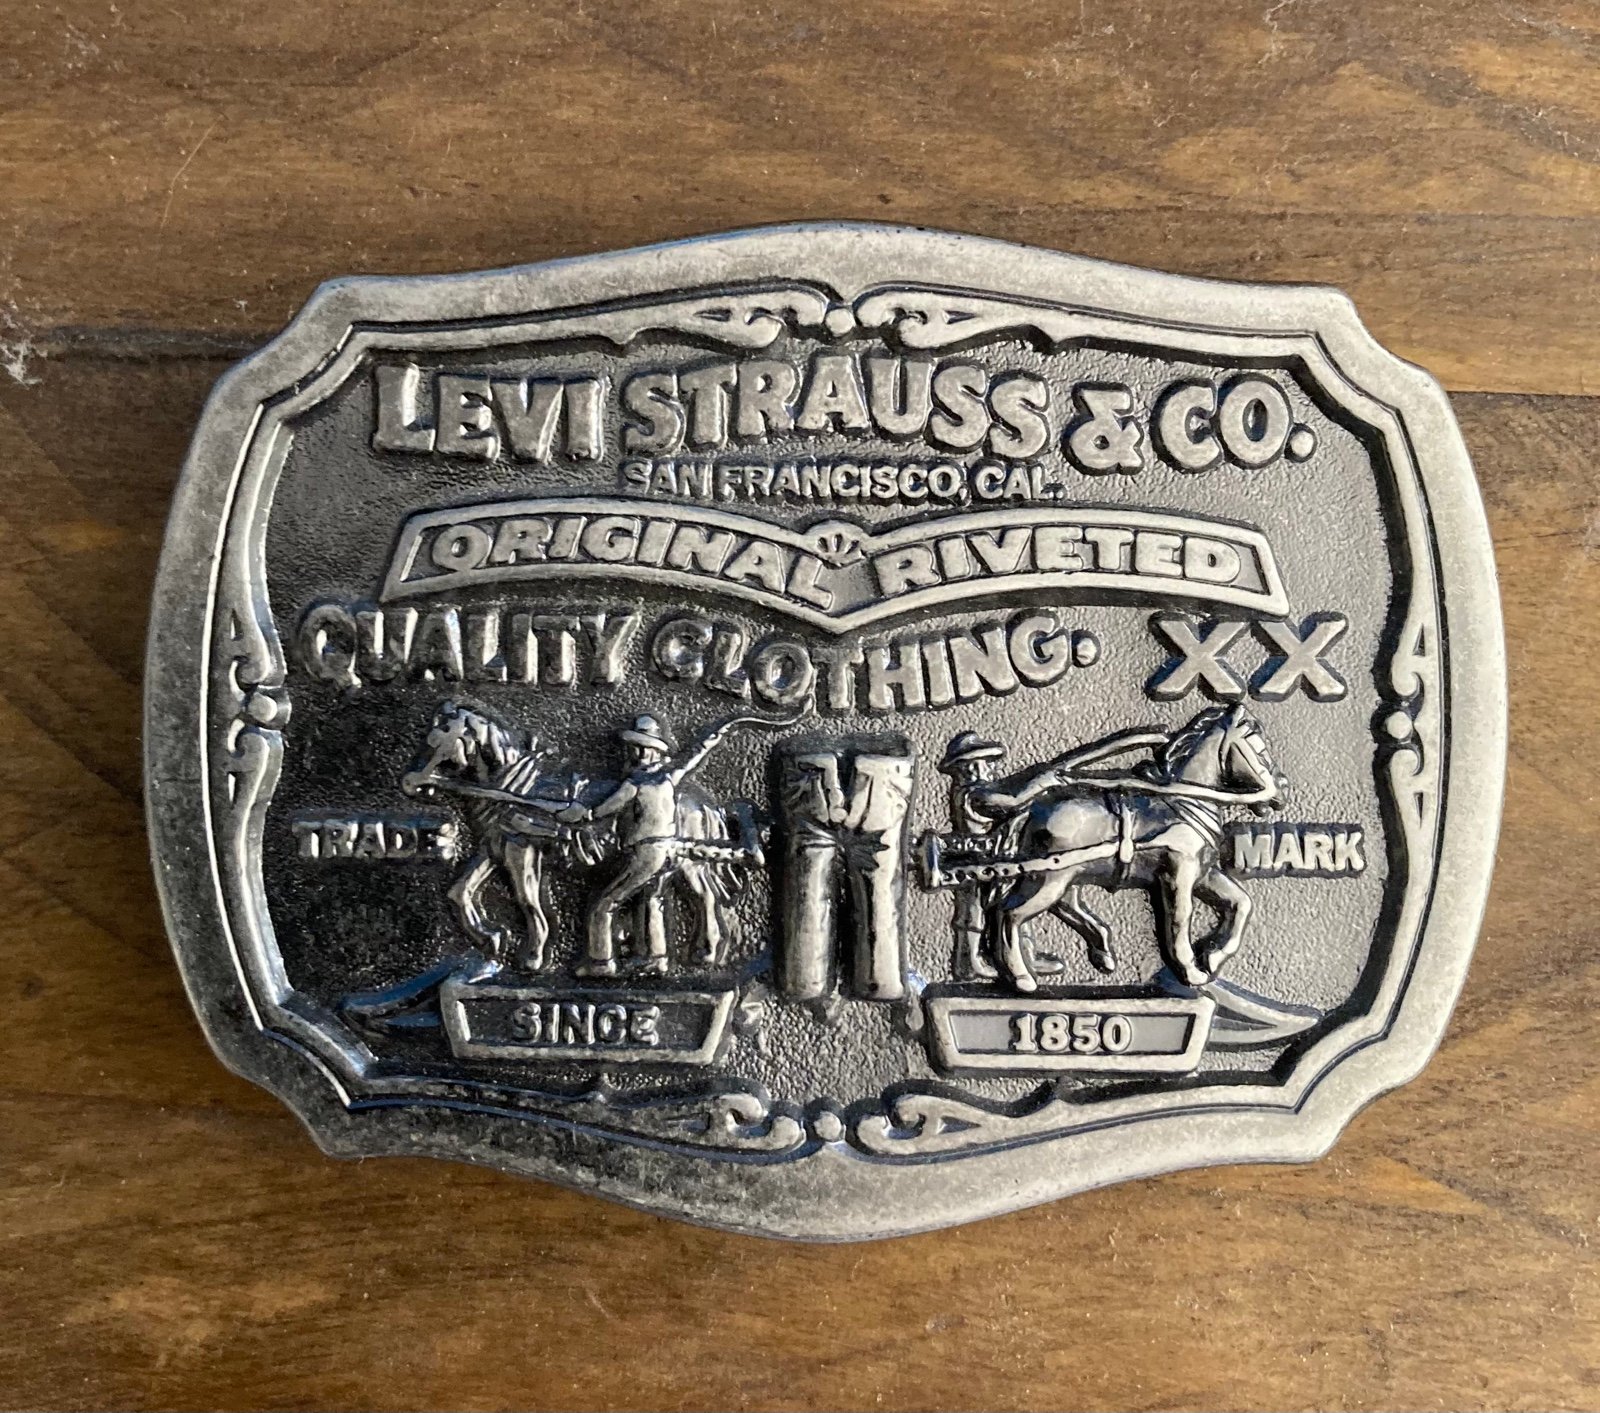 LEVI STRAUSS & CO.
SAN FRANCISCO, CAL.
ORIGINAL RIVETED
QUALITY CLOTHING. XX
TRADE MARK
SINCE 1850